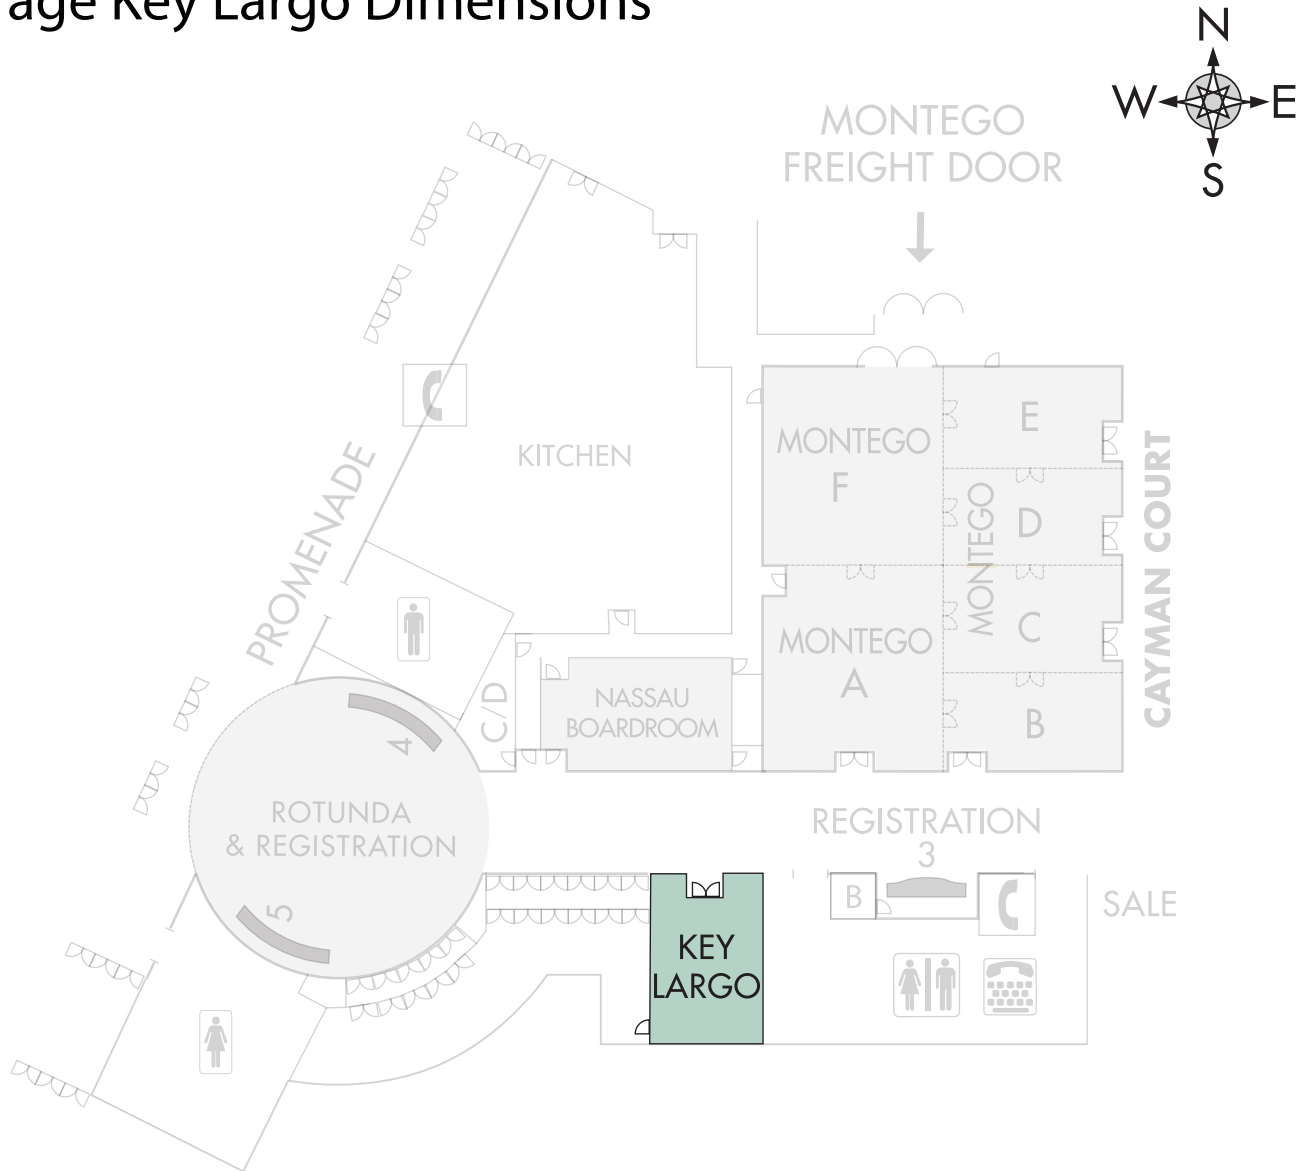 age Key Largo Dimensions
N
W
E
S
MONTEGO
FREIGHT DOOR
KITCHEN
PROMENADE
MONTEGO
F
E
D
MONTEGO
C
B
MONTEGO
A
CAYMAN COURT
NASSAU
BOARDROOM
C/D
4
ROTUNDA
& REGISTRATION
5
REGISTRATION
3
B
SALE
KEY
LARGO